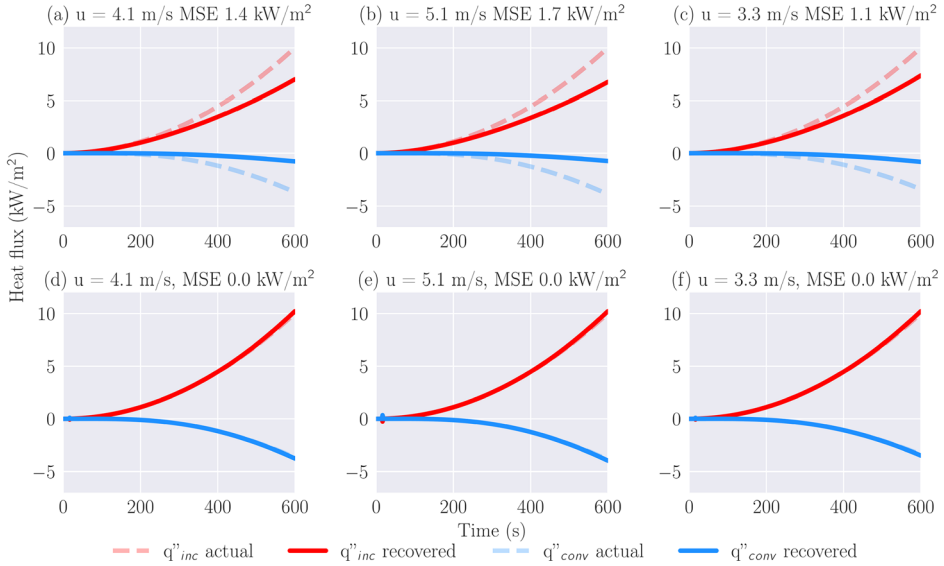 (a) u = 4.1 m/s MSE 1.4 kW/m²
(b) u = 5.1 m/s MSE 1.7 kW/m²
(c) u = 3.3 m/s MSE 1.1 kW/m²
10
5
0
−5
0 200 400 600
10
5
0
−5
0 200 400 600
10
5
0
−5
0 200 400 600
Heat flux (kW/m²)
(d) u = 4.1 m/s, MSE 0.0 kW/m²
(e) u = 5.1 m/s, MSE 0.0 kW/m²
(f) u = 3.3 m/s, MSE 0.0 kW/m²
10
5
0
−5
0 200 400 600
10
5
0
−5
0 200 400 600
10
5
0
−5
0 200 400 600
Time (s)
q"inc actual q"inc recovered q"conv actual q"conv recovered